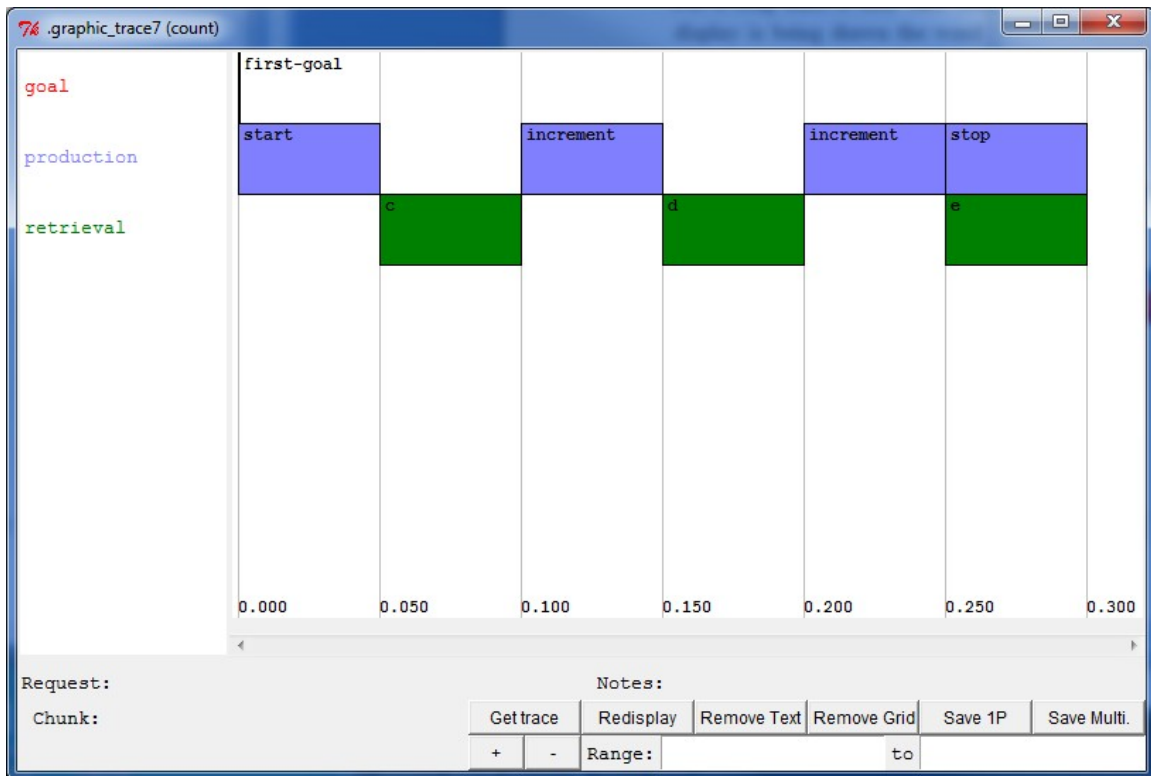 .graphic_trace7 (count)
first-goal
goal
start increment increment stop
production
c d e
retrieval
0.000 0.050 0.100 0.150 0.200 0.250 0.300
Request: Notes:
Chunk: Get trace Redisplay Remove Text Remove Grid Save 1P Save Multi.
+ - Range: to